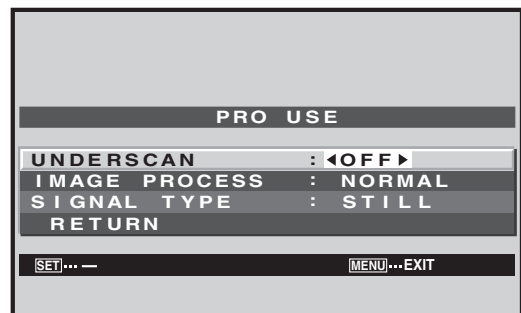 PRO USE
UNDERSCAN : ◀OFF▶
IMAGE PROCESS : NORMAL
SIGNAL TYPE : STILL
RETURN
SET••• — MENU•••EXIT